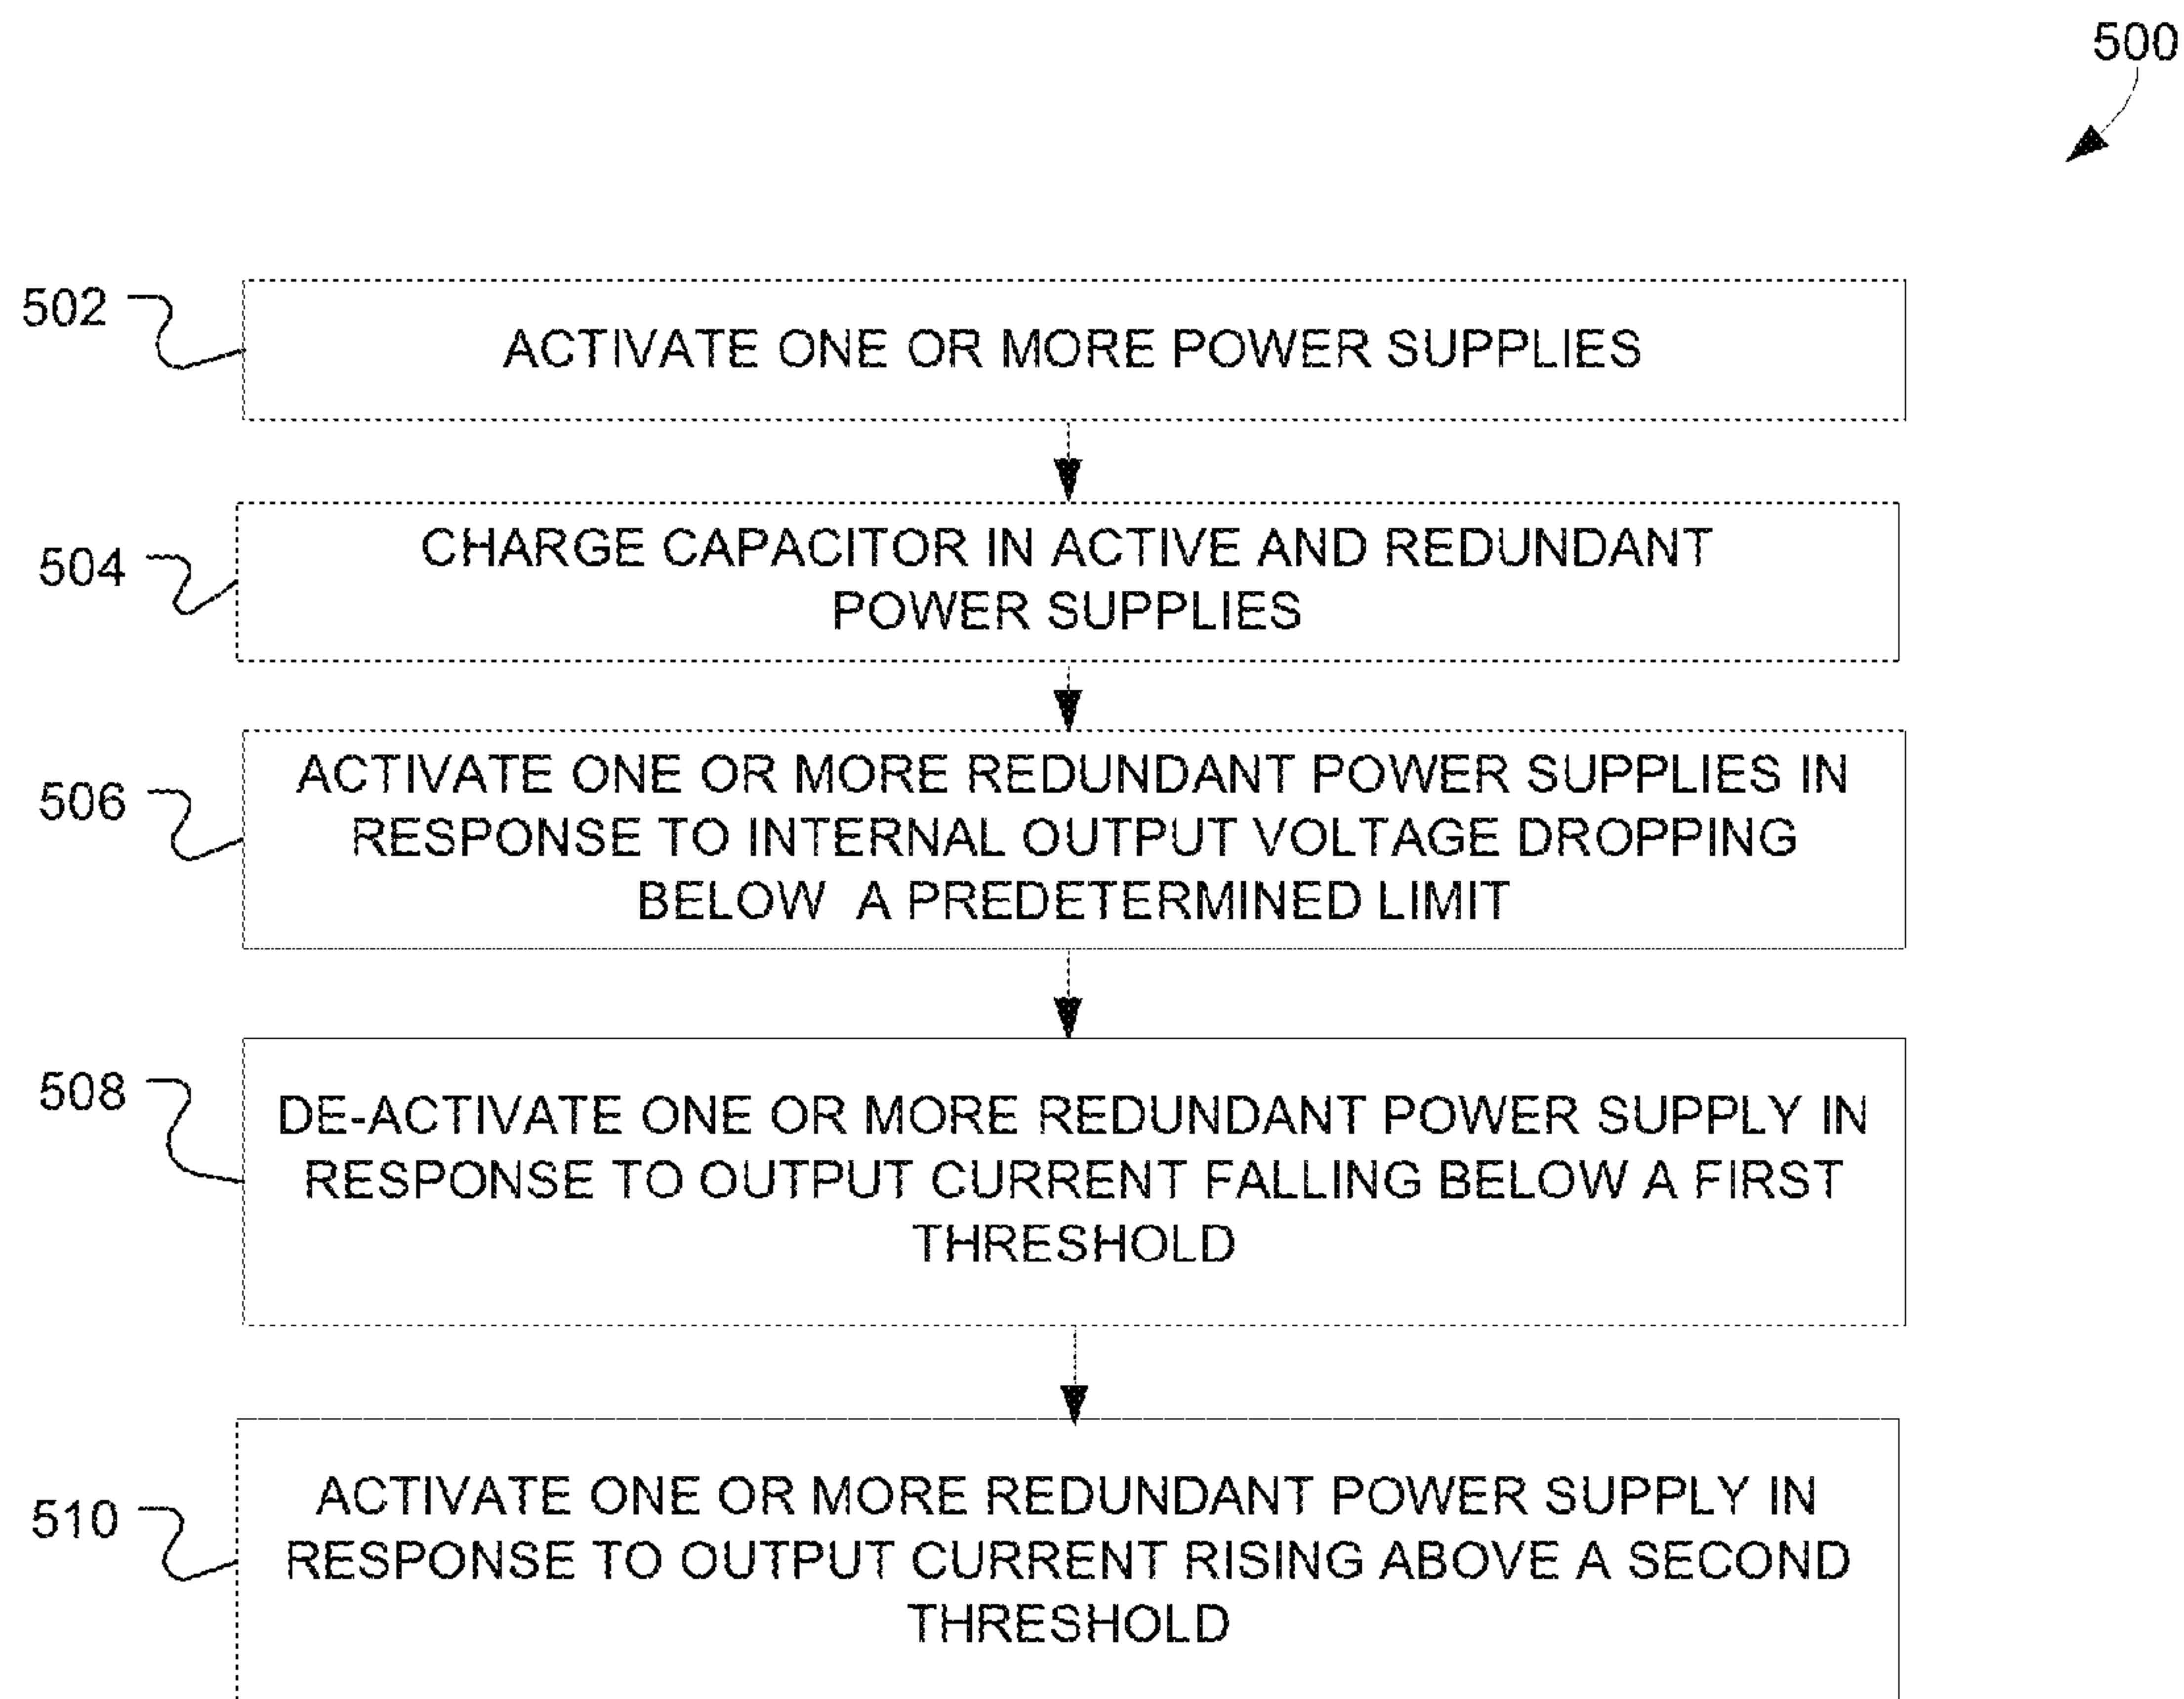 500
502
ACTIVATE ONE OR MORE POWER SUPPLIES
504
CHARGE CAPACITOR IN ACTIVE AND REDUNDANT
POWER SUPPLIES
506
ACTIVATE ONE OR MORE REDUNDANT POWER SUPPLIES IN
RESPONSE TO INTERNAL OUTPUT VOLTAGE DROPPING
BELOW A PREDETERMINED LIMIT
508
DE-ACTIVATE ONE OR MORE REDUNDANT POWER SUPPLY IN
RESPONSE TO OUTPUT CURRENT FALLING BELOW A FIRST
THRESHOLD
510
ACTIVATE ONE OR MORE REDUNDANT POWER SUPPLY IN
RESPONSE TO OUTPUT CURRENT RISING ABOVE A SECOND
THRESHOLD